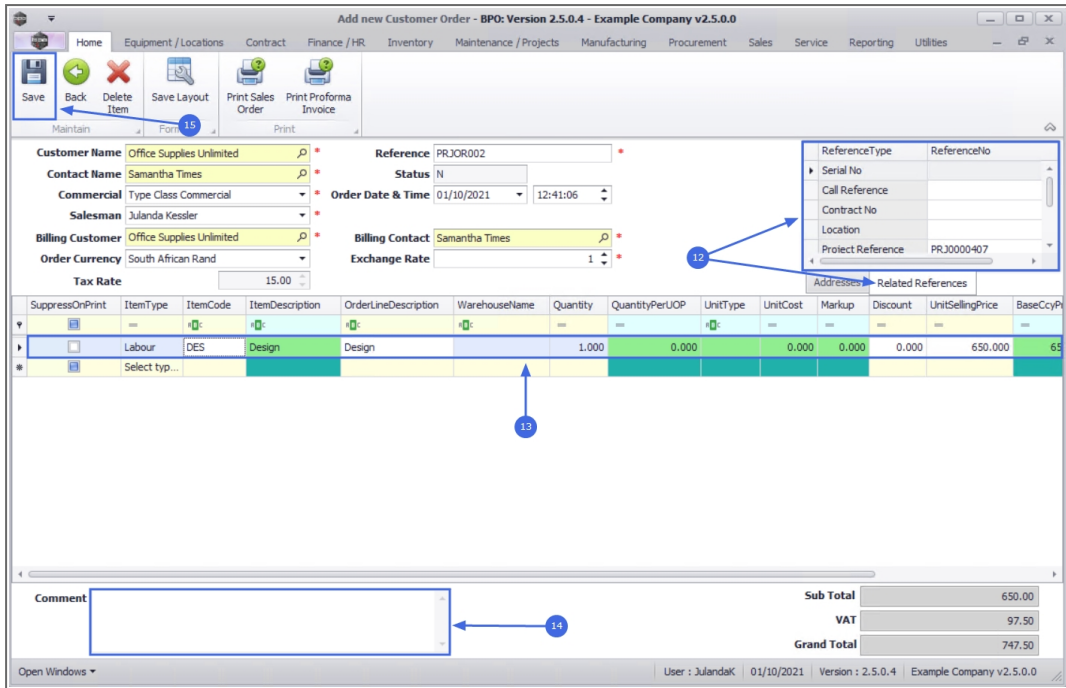 Add new Customer Order - BPO: Version 2.5.0.4 - Example Company v2.5.0.0
Home Equipment / Locations Contract Finance / HR Inventory Maintenance / Projects Manufacturing Procurement Sales Service Reporting Utilities
Save Back Delete Item Save Layout Print Sales Order Print Proforma Invoice
15
Maintain Form Print
Customer Name Office Supplies Unlimited * Reference PRJOR002 *
Contact Name Samantha Times * Status N
Commercial Type Class Commercial * Order Date & Time 01/10/2021 12:41:06
Salesman Julanda Kessler *
Billing Customer Office Supplies Unlimited * Billing Contact Samantha Times *
Order Currency South African Rand Exchange Rate 1 *
Tax Rate 15.00
ReferenceType ReferenceNo
Serial No
Call Reference
Contract No
Location
Project Reference PRJ0000407
12
Addresses Related References
SuppressOnPrint ItemType ItemCode ItemDescription OrderLineDescription WarehouseName Quantity QuantityPerUOP UnitType UnitCost Markup Discount UnitSellingPrice BaseCcyPr
Labour DES Design Design 1.000 0.000 0.000 0.000 0.000 650.000 65
Select typ...
13
Comment
14
Sub Total 650.00
VAT 97.50
Grand Total 747.50
Open Windows User : JulandaK 01/10/2021 Version : 2.5.0.4 Example Company v2.5.0.0